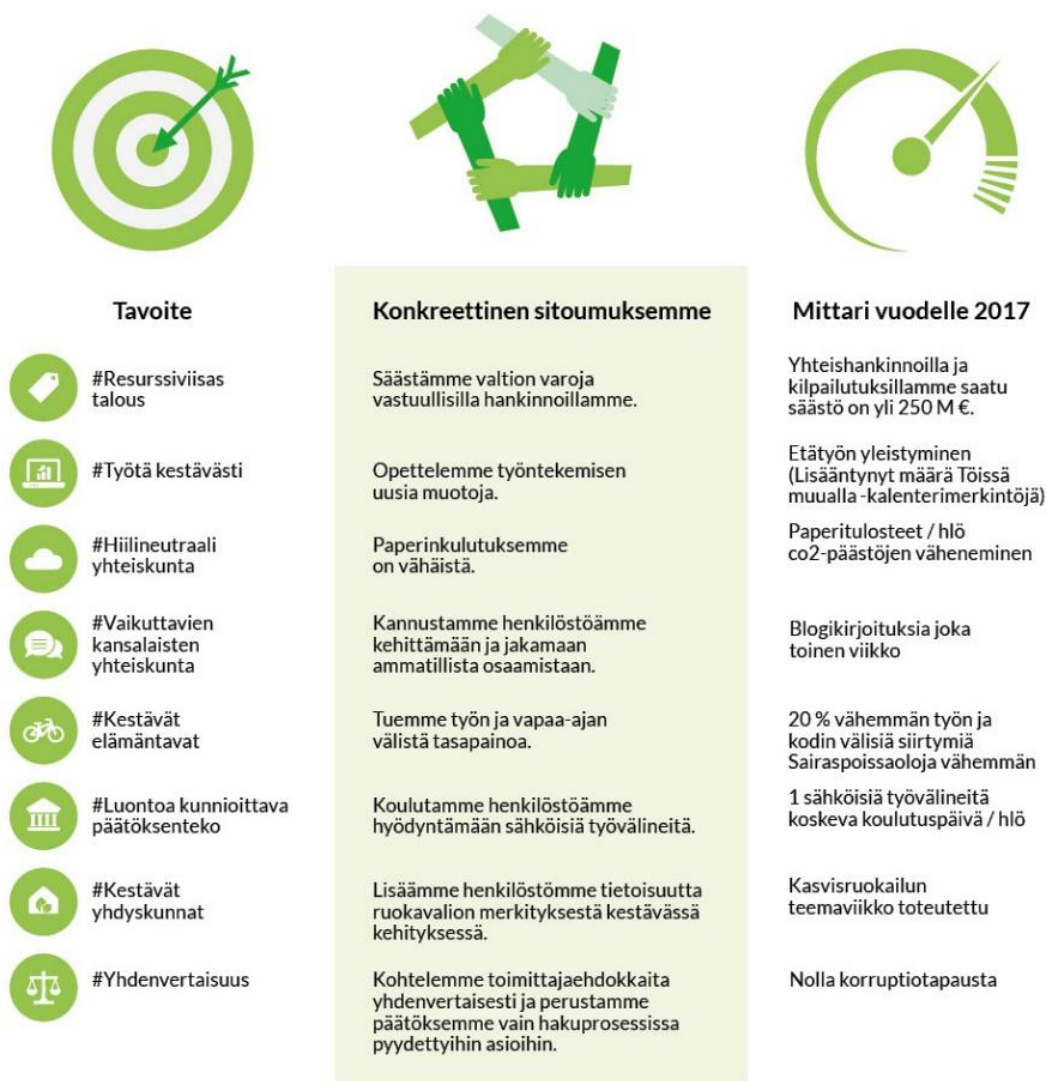 Tavoite
Konkreettinen sitoumuksemme
Mittari vuodelle 2017
#Resurssiviisas
talous
Säästämme valtion varoja
vastuullisilla hankinnoillamme.
Yhteishankinnoilla ja
kilpailutuksillamme saatu
säästö on yli 250 M €.
#Työtä kestävästi
Opettelemme työntekemisen
uusia muotoja.
Etätyön yleistyminen
(Lisääntynyt määrä Töissä
muualla -kalenterimerkintöjä)
#Hiilineutraali
yhteiskunta
Paperinkulutuksemme
on vähäistä.
Paperitulosteet / hlö
co2-päästöjen väheneminen
#Vaikuttavien
kansalaisten
yhteiskunta
Kannustamme henkilöstöämme
kehittämään ja jakamaan
ammatillista osaamistaan.
Blogikirjoituksia joka
toinen viikko
#Kestävät
elämäntavat
Tuemme työn ja vapaa-ajan
välistä tasapainoa.
20 % vähemmän työn ja
kodin välisiä siirtymiä
Sairaspoissaoloja vähemmän
#Luontoa kunnioittava
päätöksenteko
Koulutamme henkilöstöämme
hyödyntämään sähköisiä työvälineitä.
1 sähköisiä työvälineitä
koskeva koulutuspäivä / hlö
#Kestävät
yhdyskunnat
Lisäämme henkilöstömme tietoisuutta
ruokavalion merkityksestä kestävässä
kehityksessä.
Kasvisruokailun
teemaviikko toteutettu
#Yhdenvertaisuus
Kohtelemme toimittajaehdokkaita
yhdenvertaisesti ja perustamme
päätöksemme vain hakuprosessissa
pyydettyihin asioihin.
Nolla korruptiotapausta